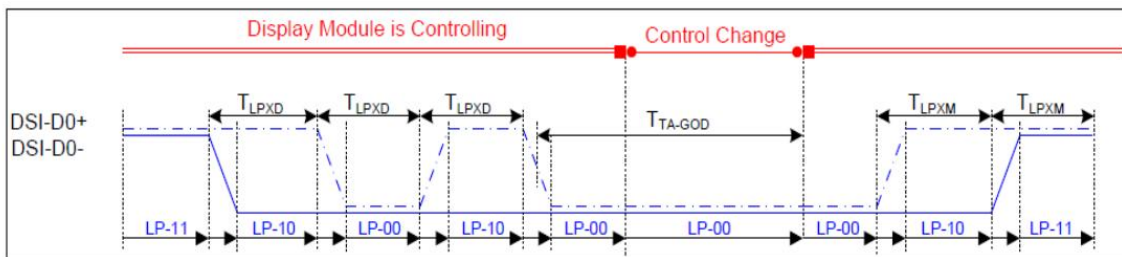 Display Module is Controlling Control Change
TLPXD TLPXD TLPXD TTA-GOD TLPXM TLPXM
DSI-D0+
DSI-D0-
LP-11 LP-10 LP-00 LP-10 LP-00 LP-00 LP-00 LP-10 LP-11